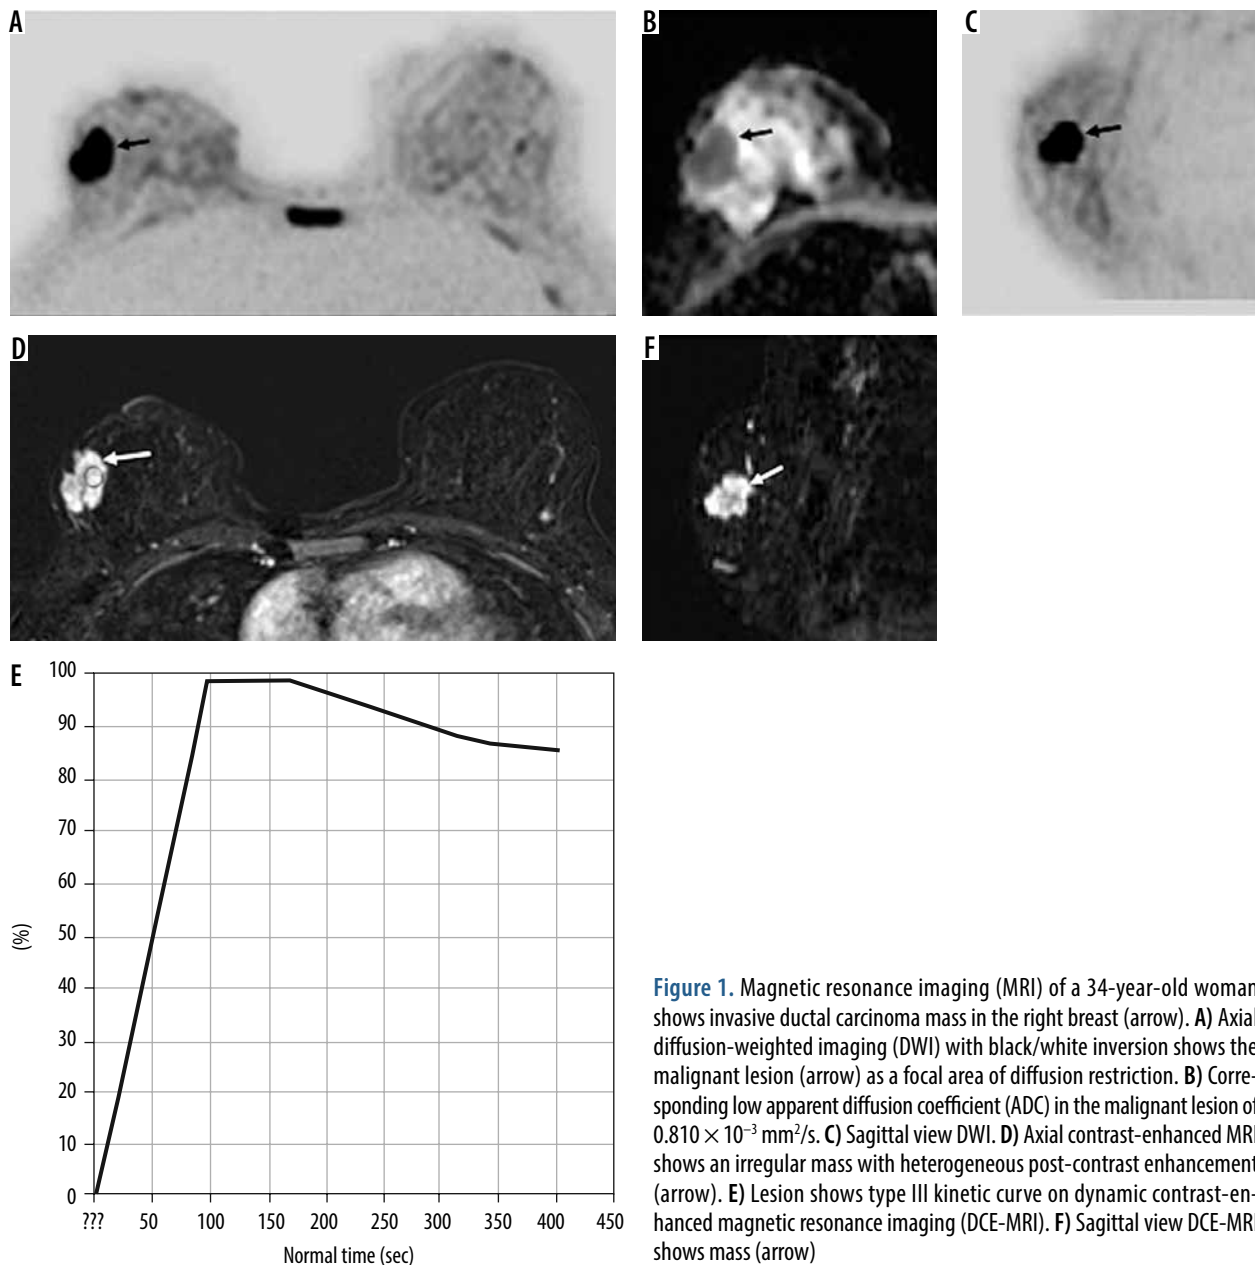 A
B
C
D
F
E
100
90
80
70
60
50
40
30
20
10
0
(%)
??? 50 100 150 200 250 300 350 400 450
Normal time (sec)
Figure 1. Magnetic resonance imaging (MRI) of a 34-year-old woman
shows invasive ductal carcinoma mass in the right breast (arrow). A) Axial
diffusion-weighted imaging (DWI) with black/white inversion shows the
malignant lesion (arrow) as a focal area of diffusion restriction. B) Corre-
sponding low apparent diffusion coefficient (ADC) in the malignant lesion of
0.810 × 10⁻³ mm²/s. C) Sagittal view DWI. D) Axial contrast-enhanced MRI
shows an irregular mass with heterogeneous post-contrast enhancement
(arrow). E) Lesion shows type III kinetic curve on dynamic contrast-en-
hanced magnetic resonance imaging (DCE-MRI). F) Sagittal view DCE-MRI
shows mass (arrow)